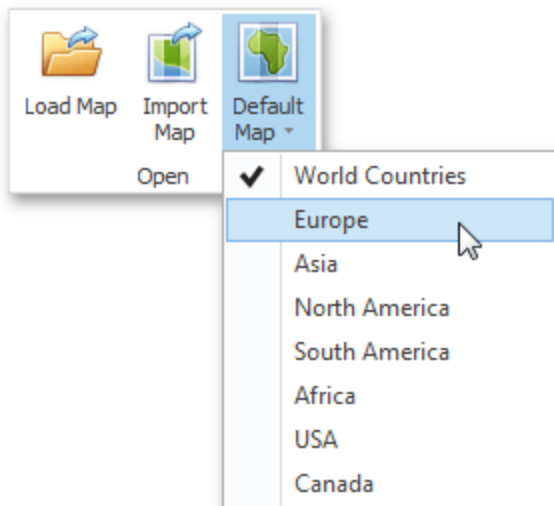 Load Map
Import
Map
Default
Map
Open
World Countries
Europe
Asia
North America
South America
Africa
USA
Canada